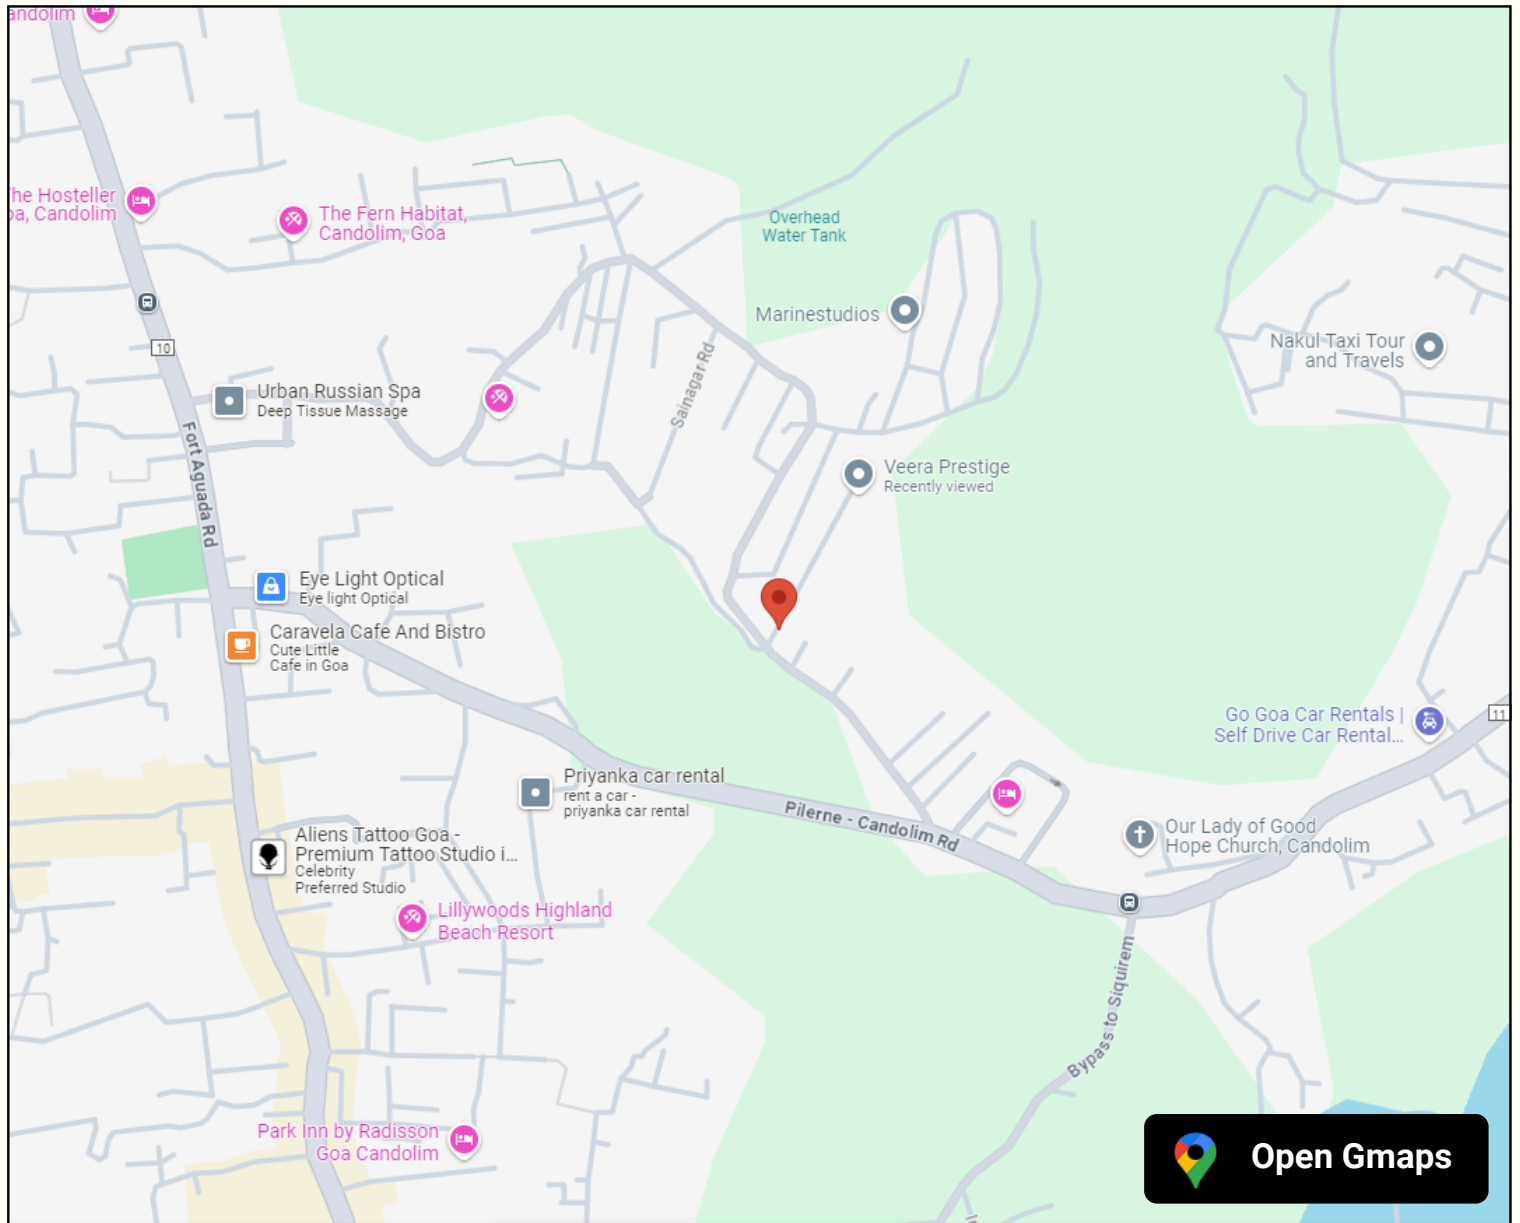 andolim
The Hosteller
oa, Candolim
The Fern Habitat,
Candolim, Goa
Overhead
Water Tank
Marinestudios
10
Nakul Taxi Tour
and Travels
Sainagar Rd
Urban Russian Spa
Deep Tissue Massage
Fort Aguada Rd
Veera Prestige
Recently viewed
Eye Light Optical
Eye light Optical
Caravela Cafe And Bistro
Cute Little
Cafe in Goa
Go Goa Car Rentals |
Self Drive Car Rental...
11
Priyanka car rental
rent a car -
priyanka car rental
Pilerne - Candolim Rd
Our Lady of Good
Hope Church, Candolim
Aliens Tattoo Goa -
Premium Tattoo Studio i...
Celebrity
Preferred Studio
Lillywoods Highland
Beach Resort
Bypass to Siquirem
Park Inn by Radisson
Goa Candolim
Open Gmaps